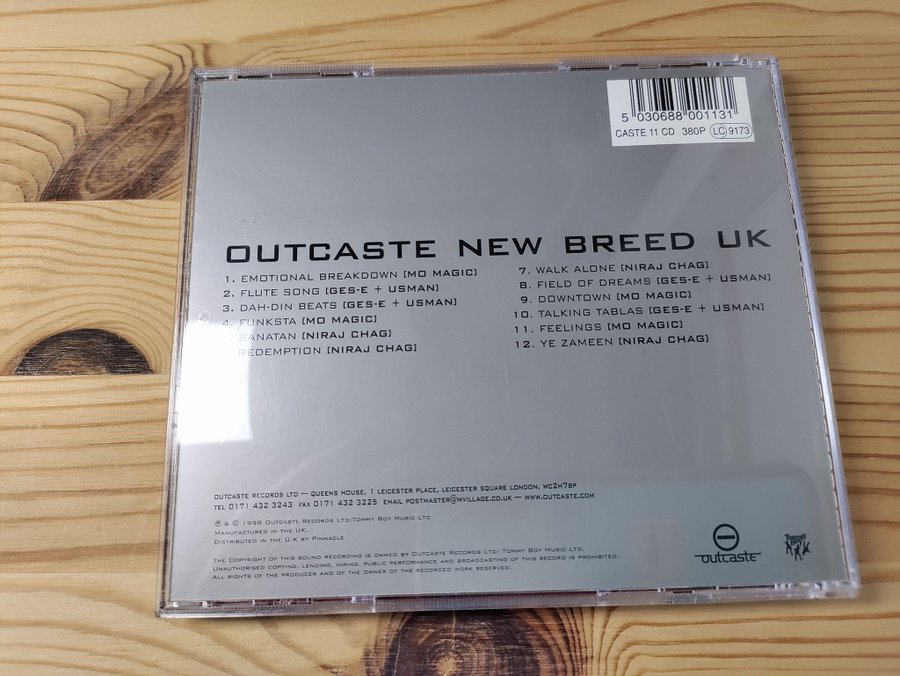 5 030688 001131
CASTE 11 CD 380P LC 9173
OUTCASTE NEW BREED UK
1. EMOTIONAL BREAKDOWN [MO MAGIC]
2. FLUTE SONG [GES-E + USMAN]
3. DAH-DIN BEATS [GES-E + USMAN]
4. FUNKSTA [MO MAGIC]
[NIRAJ CHAG]
REDEMPTION [NIRAJ CHAG]
7. WALK ALONE [NIRAJ CHAG]
8. FIELD OF DREAMS [GES-E + USMAN]
9. DOWNTOWN [MO MAGIC]
10. TALKING TABLAS [GES-E + USMAN]
11. FEELINGS [MO MAGIC]
12. YE ZAMEEN [NIRAJ CHAG]
OUTCASTE RECORDS LTD — QUEENS HOUSE, 1 LEICESTER PLACE, LEICESTER SQUARE LONDON, WC2H7BP
TEL 0171 432 3243 FAX 0171 432 3225 EMAIL POSTMASTER@MVILLAGE.CO.UK — WWW.OUTCASTE.COM
℗ & © 1998 OUTCASTE RECORDS LTD/TOMMY BOY MUSIC LTD
MANUFACTURED IN THE UK.
DISTRIBUTED IN THE U.K BY PINNACLE
THE COPYRIGHT OF THIS SOUND RECORDING IS OWNED BY OUTCASTE RECORDS LTD/ TOMMY BOY MUSIC LTD.
UNAUTHORISED COPYING, LENDING, HIRING, PUBLIC PERFORMANCE AND BROADCASTING OF THIS RECORD IS PROHIBITED.
ALL RIGHTS OF THE PRODUCER AND OF THE OWNER OF THE RECORDED WORK RESERVED.
outcaste
TOMMY BOY